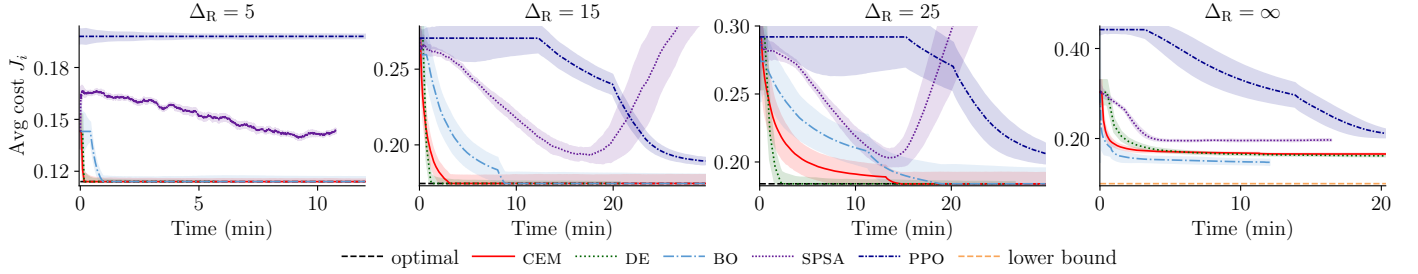 Δ_R = 5
Δ_R = 15
Δ_R = 25
Δ_R = ∞
Avg cost J_i
0.18
0.15
0.12
0.25
0.20
0.30
0.25
0.20
0.44
0.32
0.20
0 5 10
0 10 20
0 10 20
0 10 20
Time (min)
Time (min)
Time (min)
Time (min)
optimal CEM DE BO SPSA PPO lower bound